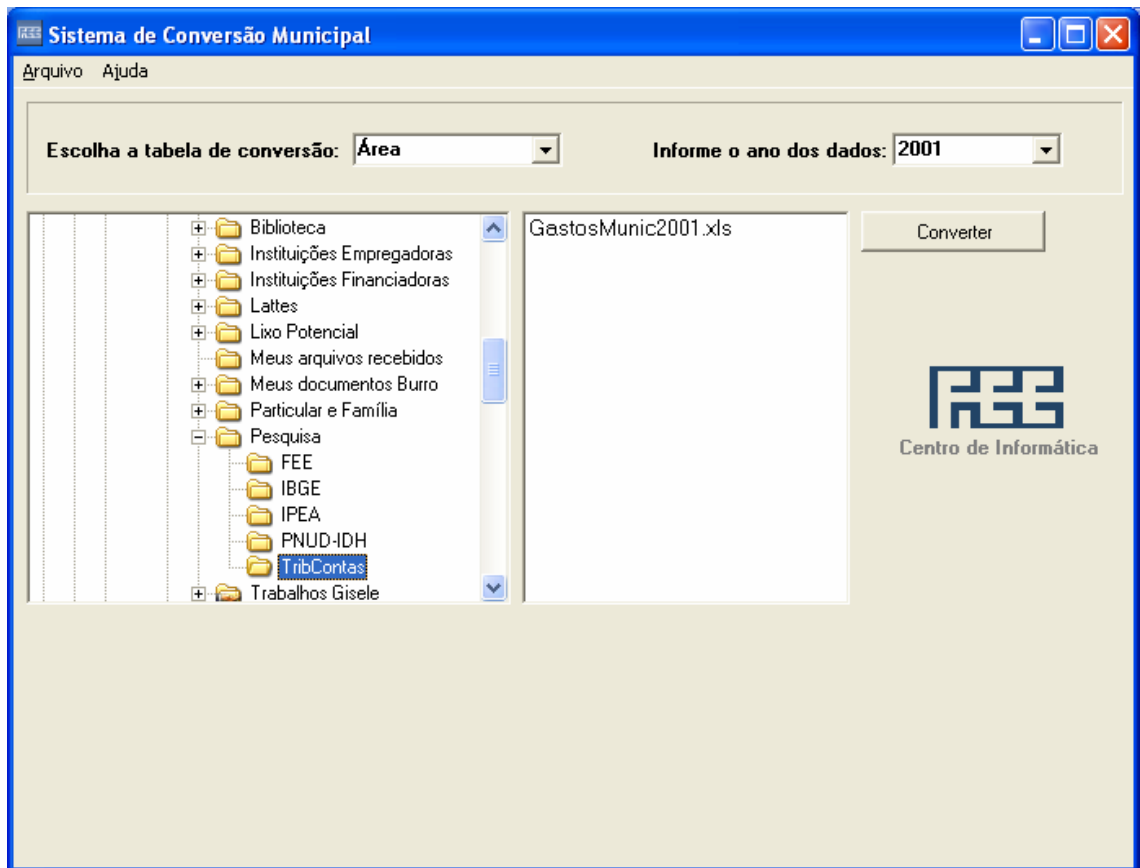 FEE Sistema de Conversão Municipal
Arquivo Ajuda
Escolha a tabela de conversão: Área Informe o ano dos dados: 2001
Biblioteca
Instituições Empregadoras
Instituições Financiadoras
Lattes
Lixo Potencial
Meus arquivos recebidos
Meus documentos Burro
Particular e Família
Pesquisa
FEE
IBGE
IPEA
PNUD-IDH
TribContas
Trabalhos Gisele
GastosMunic2001.xls
Converter
FEE
Centro de Informática